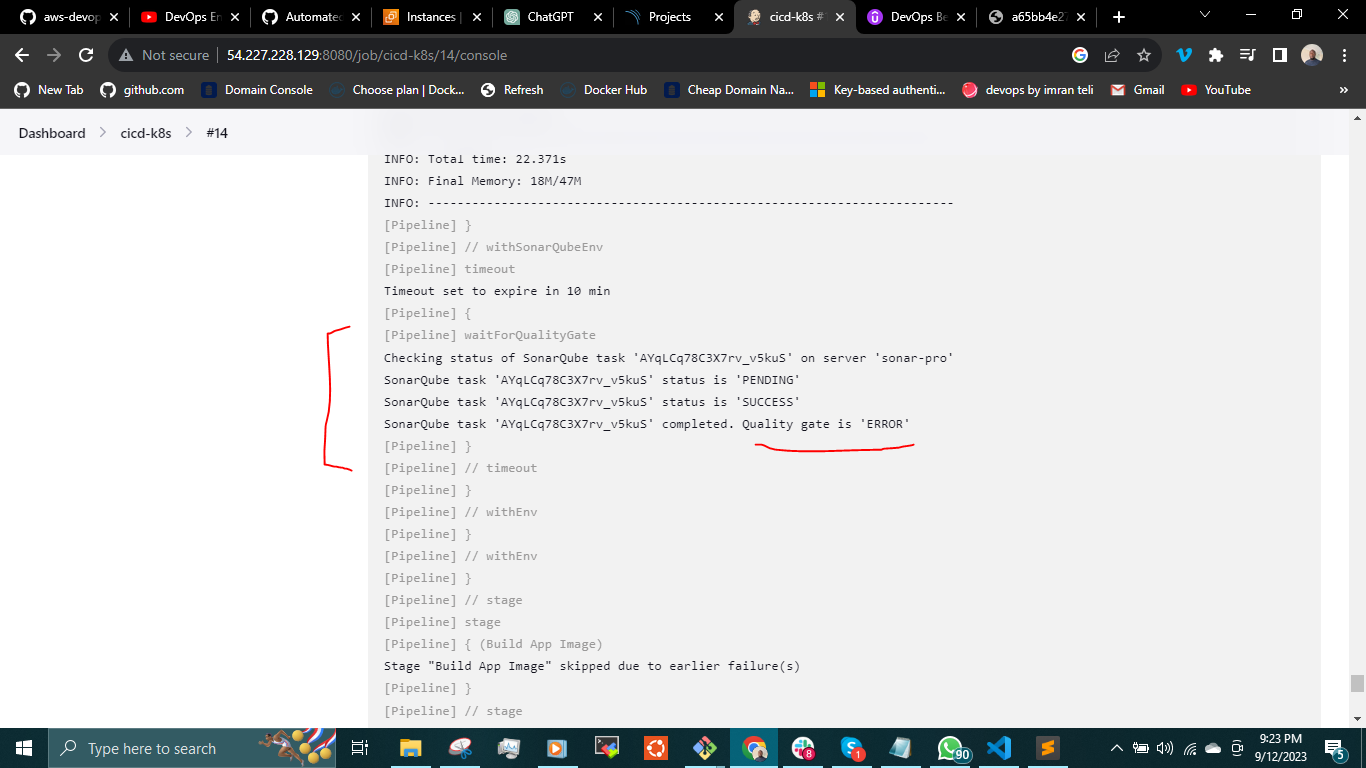 aws-devop
DevOps En
Automated
Instances |
ChatGPT
Projects
cicd-k8s #
DevOps Be
a65bb4e27
Not secure
54.227.228.129:8080/job/cicd-k8s/14/console
New Tab
github.com
Domain Console
Choose plan | Dock...
Refresh
Docker Hub
Cheap Domain Na...
Key-based authenti...
devops by imran teli
Gmail
YouTube
»
Dashboard > cicd-k8s > #14
INFO: Total time: 22.371s
INFO: Final Memory: 18M/47M
INFO: ------------------------------------------------------------------------
[Pipeline] }
[Pipeline] // withSonarQubeEnv
[Pipeline] timeout
Timeout set to expire in 10 min
[Pipeline] {
[Pipeline] waitForQualityGate
Checking status of SonarQube task 'AYqLCq78C3X7rv_v5kuS' on server 'sonar-pro'
SonarQube task 'AYqLCq78C3X7rv_v5kuS' status is 'PENDING'
SonarQube task 'AYqLCq78C3X7rv_v5kuS' status is 'SUCCESS'
SonarQube task 'AYqLCq78C3X7rv_v5kuS' completed. Quality gate is 'ERROR'
[Pipeline] }
[Pipeline] // timeout
[Pipeline] }
[Pipeline] // withEnv
[Pipeline] }
[Pipeline] // withEnv
[Pipeline] }
[Pipeline] // stage
[Pipeline] stage
[Pipeline] { (Build App Image)
Stage "Build App Image" skipped due to earlier failure(s)
[Pipeline] }
[Pipeline] // stage
Type here to search
8
1
90
9:23 PM
9/12/2023
5